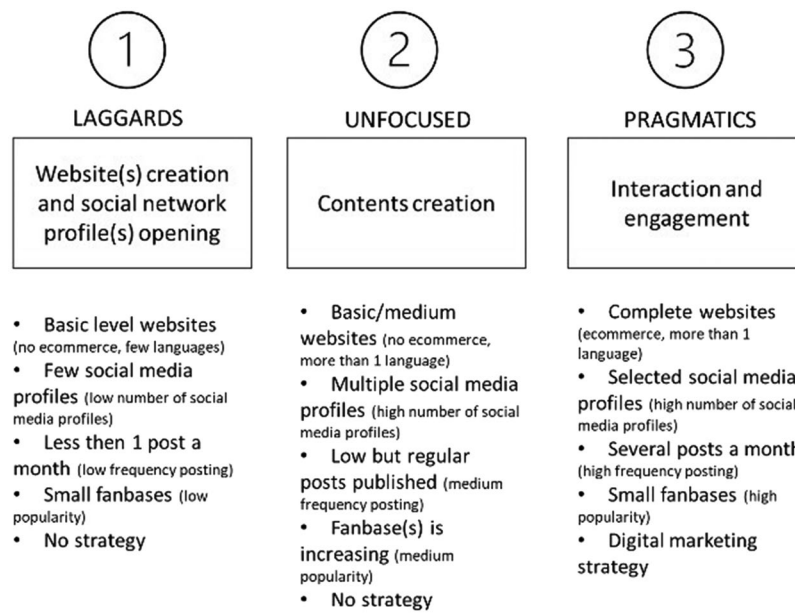 1
LAGGARDS
Website(s) creation
and social network
profile(s) opening
• Basic level websites
(no ecommerce, few languages)
• Few social media
profiles (low number of social
media profiles)
• Less then 1 post a
month (low frequency posting)
• Small fanbases (low
popularity)
• No strategy
2
UNFOCUSED
Contents creation
• Basic/medium
websites (no ecommerce,
more than 1 language)
• Multiple social media
profiles (high number of social
media profiles)
• Low but regular
posts published (medium
frequency posting)
• Fanbase(s) is
increasing (medium
popularity)
• No strategy
3
PRAGMATICS
Interaction and
engagement
• Complete websites
(ecommerce, more than 1
language)
• Selected social media
profiles (high number of social
media profiles)
• Several posts a month
(high frequency posting)
• Small fanbases (high
popularity)
• Digital marketing
strategy